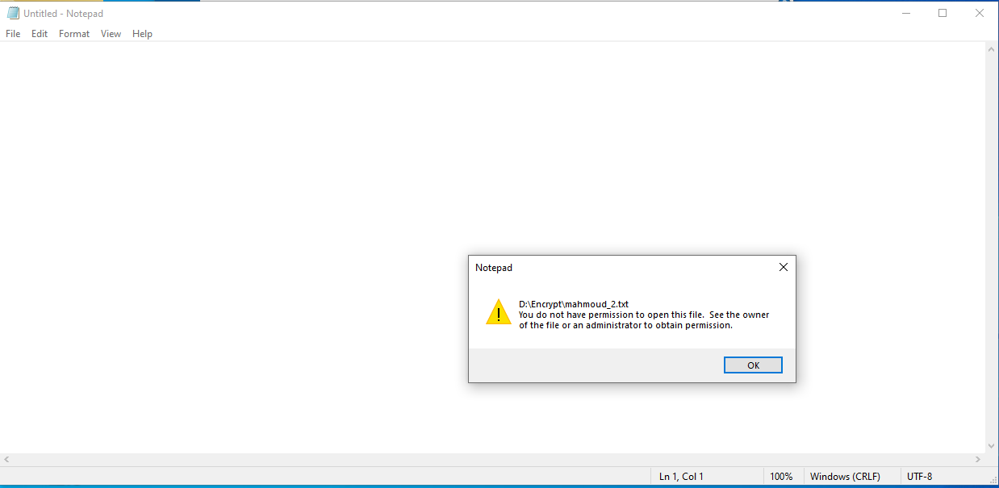 Untitled - Notepad
File Edit Format View Help
Notepad
D:\Encrypt\mahmoud_2.txt
You do not have permission to open this file. See the owner
of the file or an administrator to obtain permission.
OK
Ln 1, Col 1 100% Windows (CRLF) UTF-8